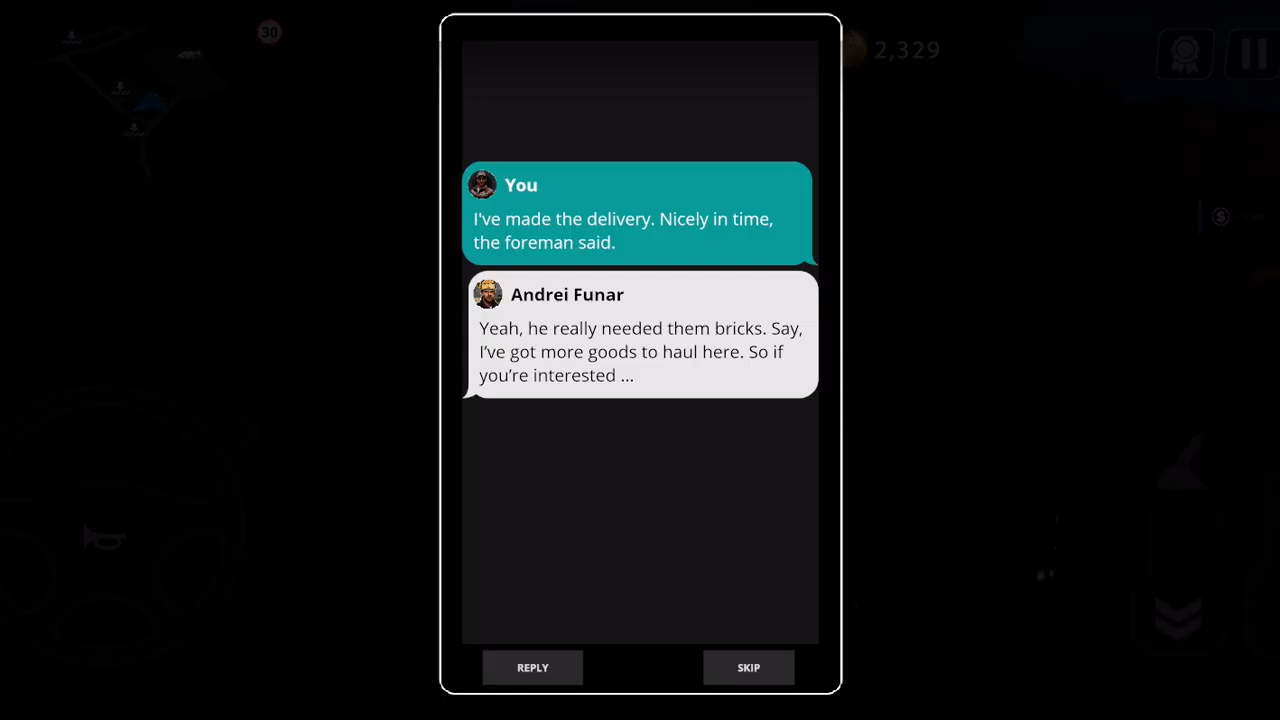 30
2,329
You
I've made the delivery. Nicely in time,
the foreman said.
Andrei Funar
Yeah, he really needed them bricks. Say,
I’ve got more goods to haul here. So if
you’re interested ...
REPLY
SKIP